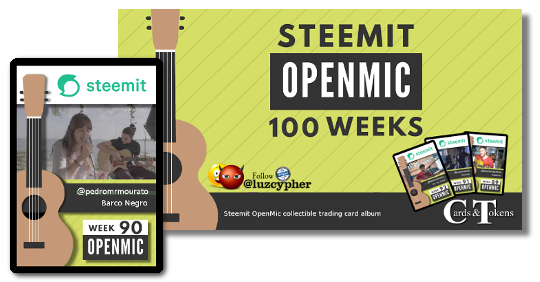 STEEMIT
OPENMIC
100 WEEKS
Follow
@luzcypher
Steemit OpenMic collectible trading card album
Cards & Tokens
steemit
@pedromrmourato
Barco Negro
WEEK 90
OPENMIC